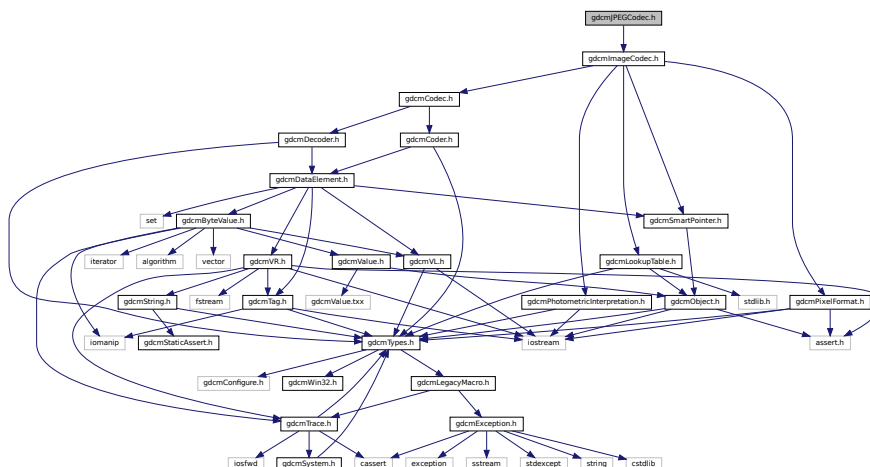 gdcmJPEGCodec.h
gdcmImageCodec.h
gdcmCodec.h
gdcmDecoder.h
gdcmCoder.h
gdcmDataElement.h
set
gdcmByteValue.h
gdcmSmartPointer.h
iterator
algorithm
vector
gdcmVR.h
gdcmValue.h
gdcmVL.h
gdcmLookupTable.h
gdcmString.h
fstream
gdcmTag.h
gdcmValue.txx
gdcmPhotometricInterpretation.h
gdcmObject.h
stdlib.h
gdcmPixelFormat.h
iomanip
gdcmStaticAssert.h
gdcmTypes.h
iostream
assert.h
gdcmConfigure.h
gdcmWin32.h
gdcmLegacyMacro.h
gdcmTrace.h
gdcmException.h
iosfwd
gdcmSystem.h
cassert
exception
sstream
stdexcept
string
cstdlib